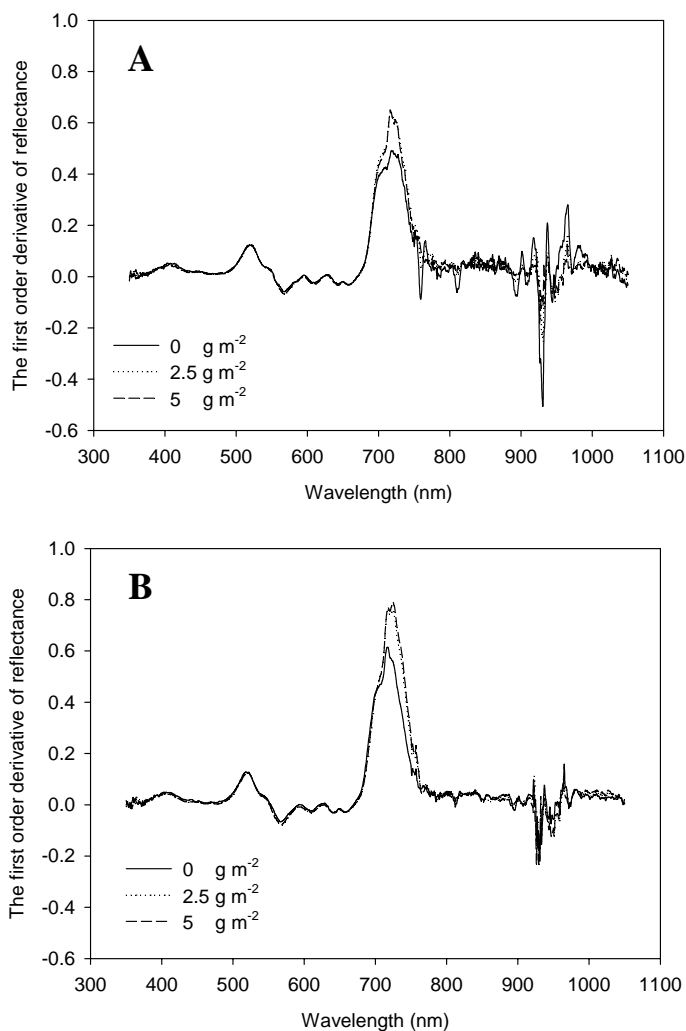 1.0
A
0.8
0.6
0.4
0.2
0.0
-0.2
-0.4
-0.6
The first order derivative of reflectance
0 g m-2
2.5 g m-2
5 g m-2
300 400 500 600 700 800 900 1000 1100
Wavelength (nm)
1.0
B
0.8
0.6
0.4
0.2
0.0
-0.2
-0.4
-0.6
The first order derivative of reflectance
0 g m-2
2.5 g m-2
5 g m-2
300 400 500 600 700 800 900 1000 1100
Wavelength (nm)